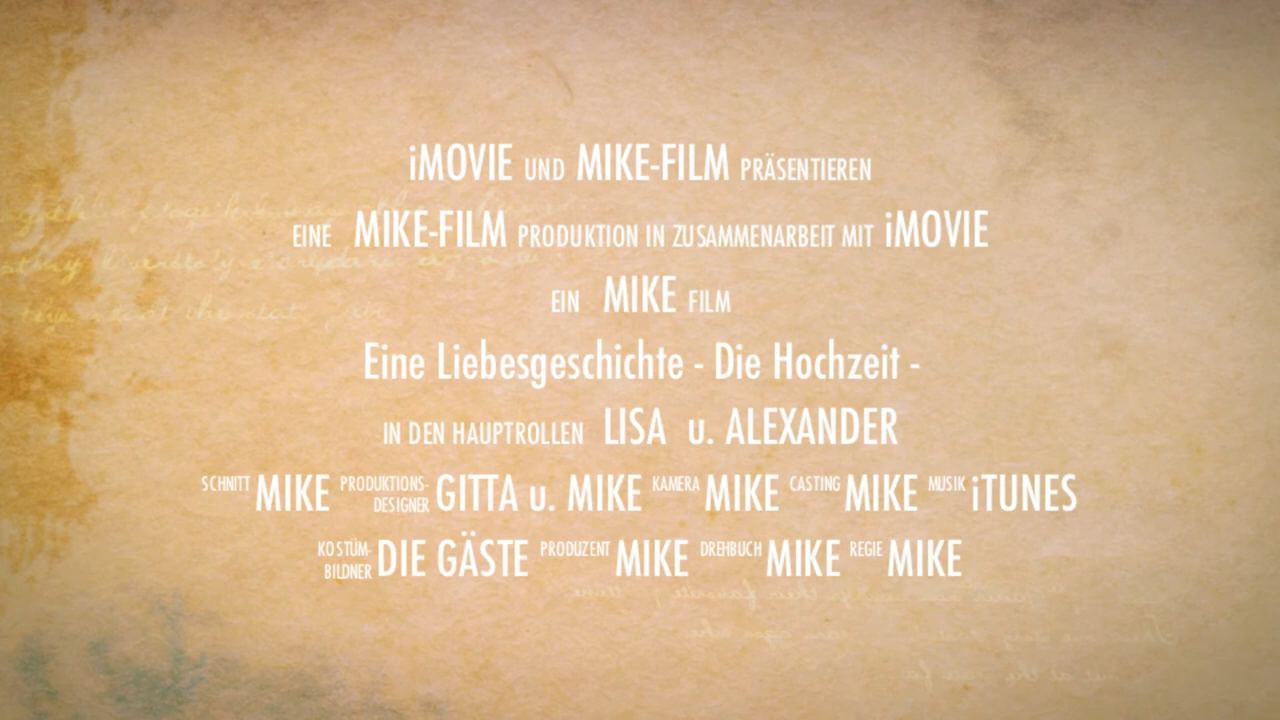 iMOVIE UND MIKE-FILM PRÄSENTIEREN
EINE MIKE-FILM PRODUKTION IN ZUSAMMENARBEIT MIT iMOVIE
EIN MIKE FILM
Eine Liebesgeschichte - Die Hochzeit -
IN DEN HAUPTROLLEN LISA u. ALEXANDER
SCHNITT MIKE PRODUKTIONS-DESIGNER GITTA u. MIKE KAMERA MIKE CASTING MIKE MUSIK iTUNES
KOSTÜM-BILDNER DIE GÄSTE PRODUZENT MIKE DREHBUCH MIKE REGIE MIKE